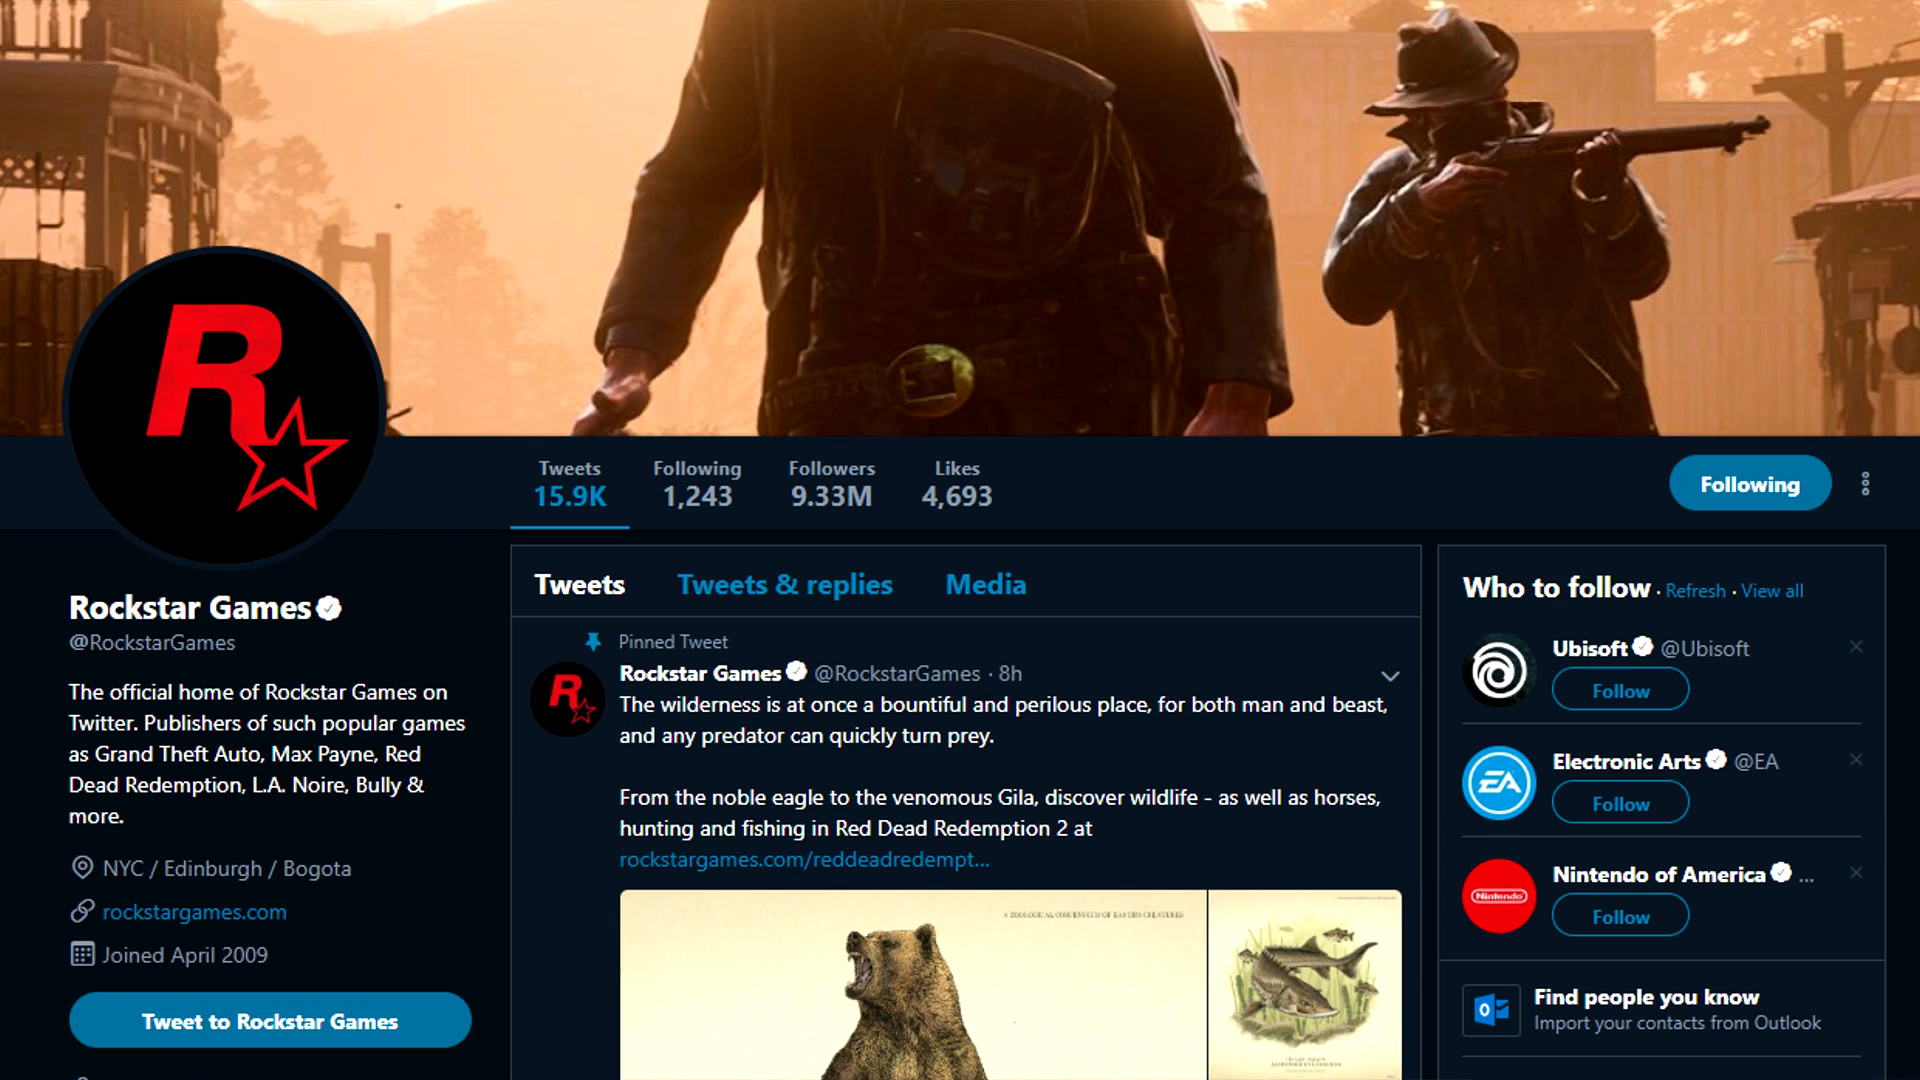 Tweets
15.9K
Following
1,243
Followers
9.33M
Likes
4,693
Following
R
Rockstar Games
@RockstarGames
The official home of Rockstar Games on
Twitter. Publishers of such popular games
as Grand Theft Auto, Max Payne, Red
Dead Redemption, L.A. Noire, Bully &
more.
NYC / Edinburgh / Bogota
rockstargames.com
Joined April 2009
Tweet to Rockstar Games
Tweets Tweets & replies Media
Pinned Tweet
R
Rockstar Games @RockstarGames · 8h
The wilderness is at once a bountiful and perilous place, for both man and beast,
and any predator can quickly turn prey.
From the noble eagle to the venomous Gila, discover wildlife - as well as horses,
hunting and fishing in Red Dead Redemption 2 at
rockstargames.com/reddeadredempt...
Who to follow · Refresh · View all
Ubisoft @Ubisoft
Follow
EA
Electronic Arts @EA
Follow
Nintendo
Nintendo of America ...
Follow
Find people you know
Import your contacts from Outlook